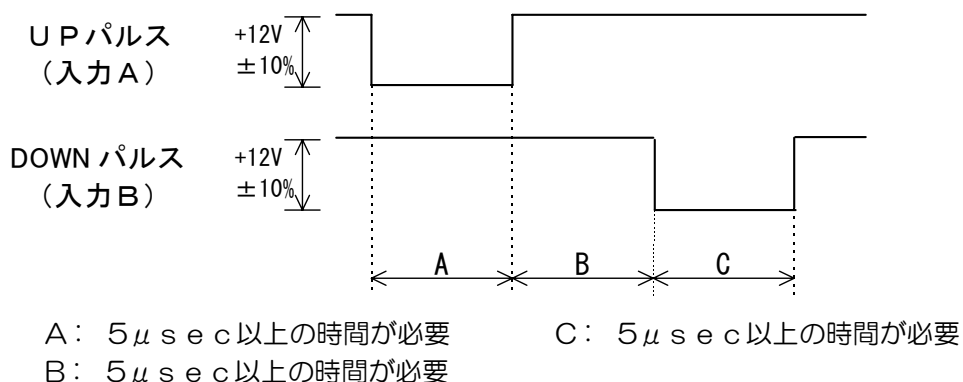 UPパルス
(入力A)
+12V
±10%
DOWN パルス
(入力B)
+12V
±10%
A
B
C
A: 5μsec以上の時間が必要
C: 5μsec以上の時間が必要
B: 5μsec以上の時間が必要